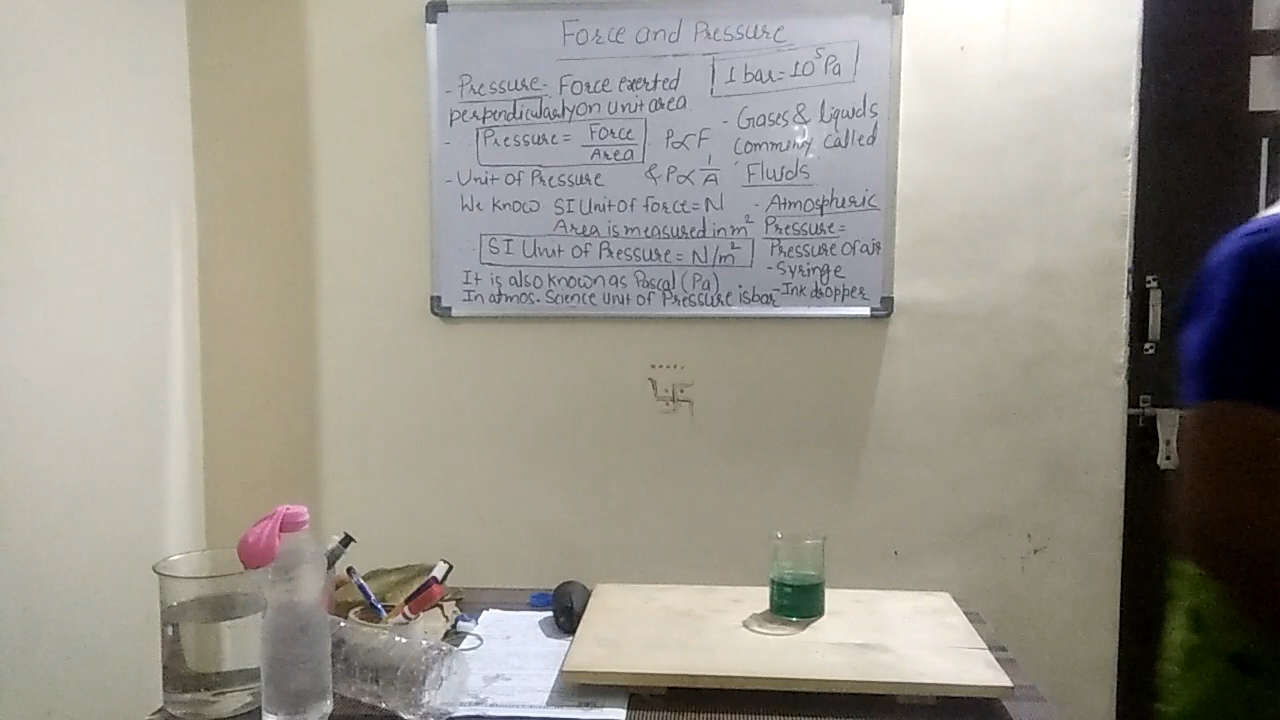 Force and Pressure
- Pressure- Force exerted
perpendicularly on unit area
- Pressure = Force
Area
P∝F
& P∝ 1
A
- Unit of Pressure
We know SI Unit of force = N
Area is measured in m²
SI Unit of Pressure = N/m²
It is also known as Pascal (Pa)
In atmos. Science unit of Pressure is bar
1 bar = 10⁵ Pa
- Gases & liquids
commenly called
Fluids
- Atmospheric
Pressure =
Pressure of air
- Syringe
- Ink dropper